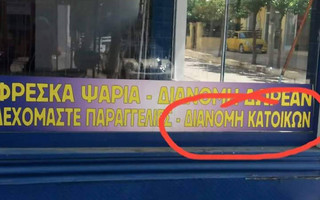 ΦΡΕΣΚΑ ΨΑΡΙΑ - ΔΙΑΝΟΜΗ ΔΩΡΕΑΝ
ΔΕΧΟΜΑΣΤΕ ΠΑΡΑΓΓΕΛΙΕΣ - ΔΙΑΝΟΜΗ ΚΑΤΟΙΚΩΝ